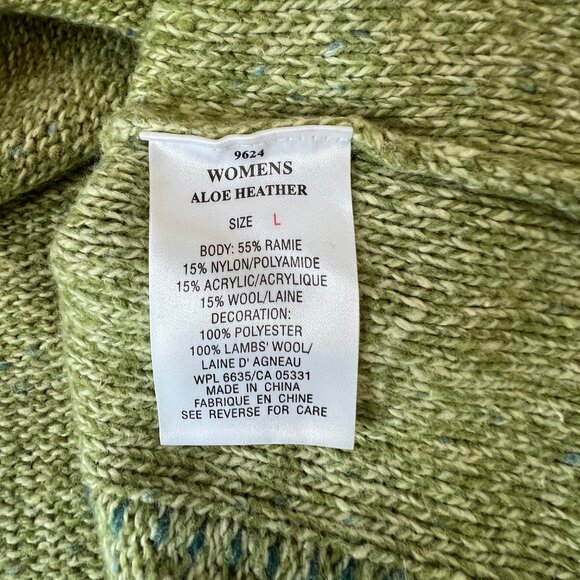 9624
WOMENS
ALOE HEATHER
SIZE L
BODY: 55% RAMIE
15% NYLON/POLYAMIDE
15% ACRYLIC/ACRYLIQUE
15% WOOL/LAINE
DECORATION:
100% POLYESTER
100% LAMBS' WOOL/
LAINE D' AGNEAU
WPL 6635/CA 05331
MADE IN CHINA
FABRIQUE EN CHINE
SEE REVERSE FOR CARE